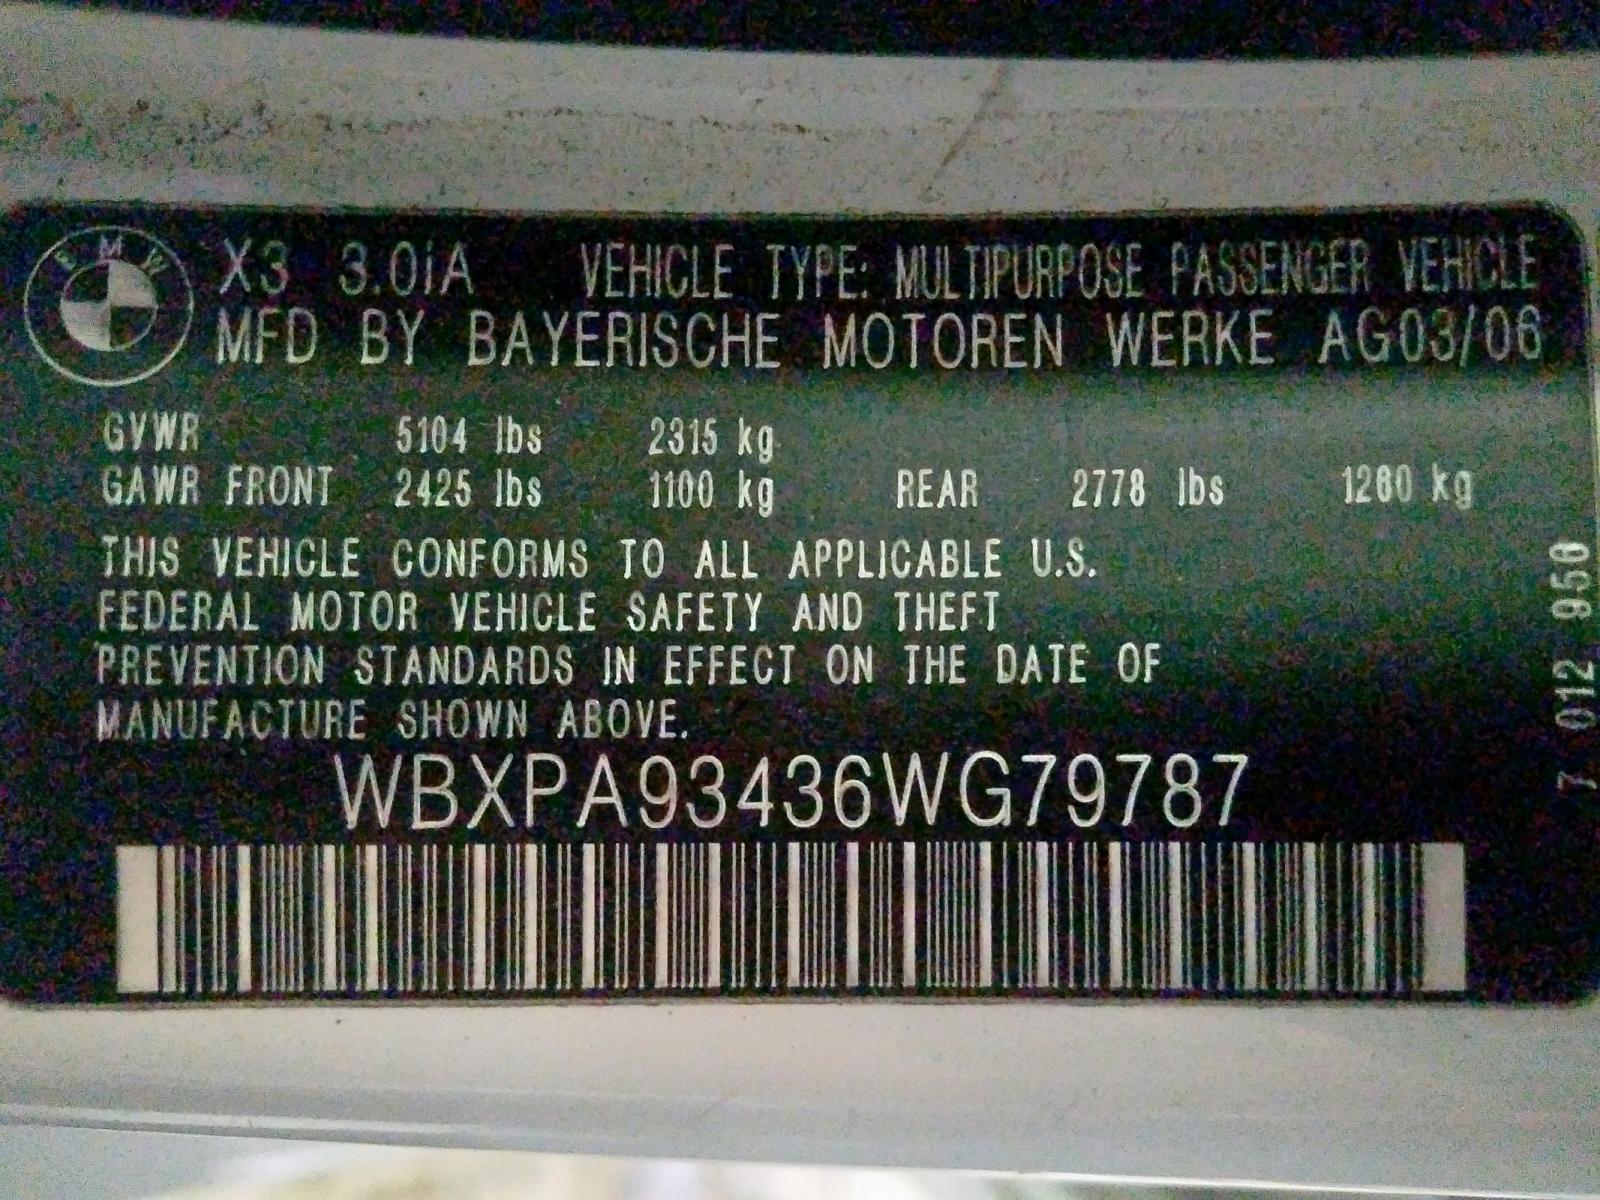 BMW
X3 3.0iA VEHICLE TYPE: MULTIPURPOSE PASSENGER VEHICLE
MFD BY BAYERISCHE MOTOREN WERKE AG03/06
GVWR 5104 lbs 2315 kg
GAWR FRONT 2425 lbs 1100 kg REAR 2778 lbs 1260 kg
THIS VEHICLE CONFORMS TO ALL APPLICABLE U.S.
FEDERAL MOTOR VEHICLE SAFETY AND THEFT
PREVENTION STANDARDS IN EFFECT ON THE DATE OF
MANUFACTURE SHOWN ABOVE.
WBXPA93436WG79787
7 012 950